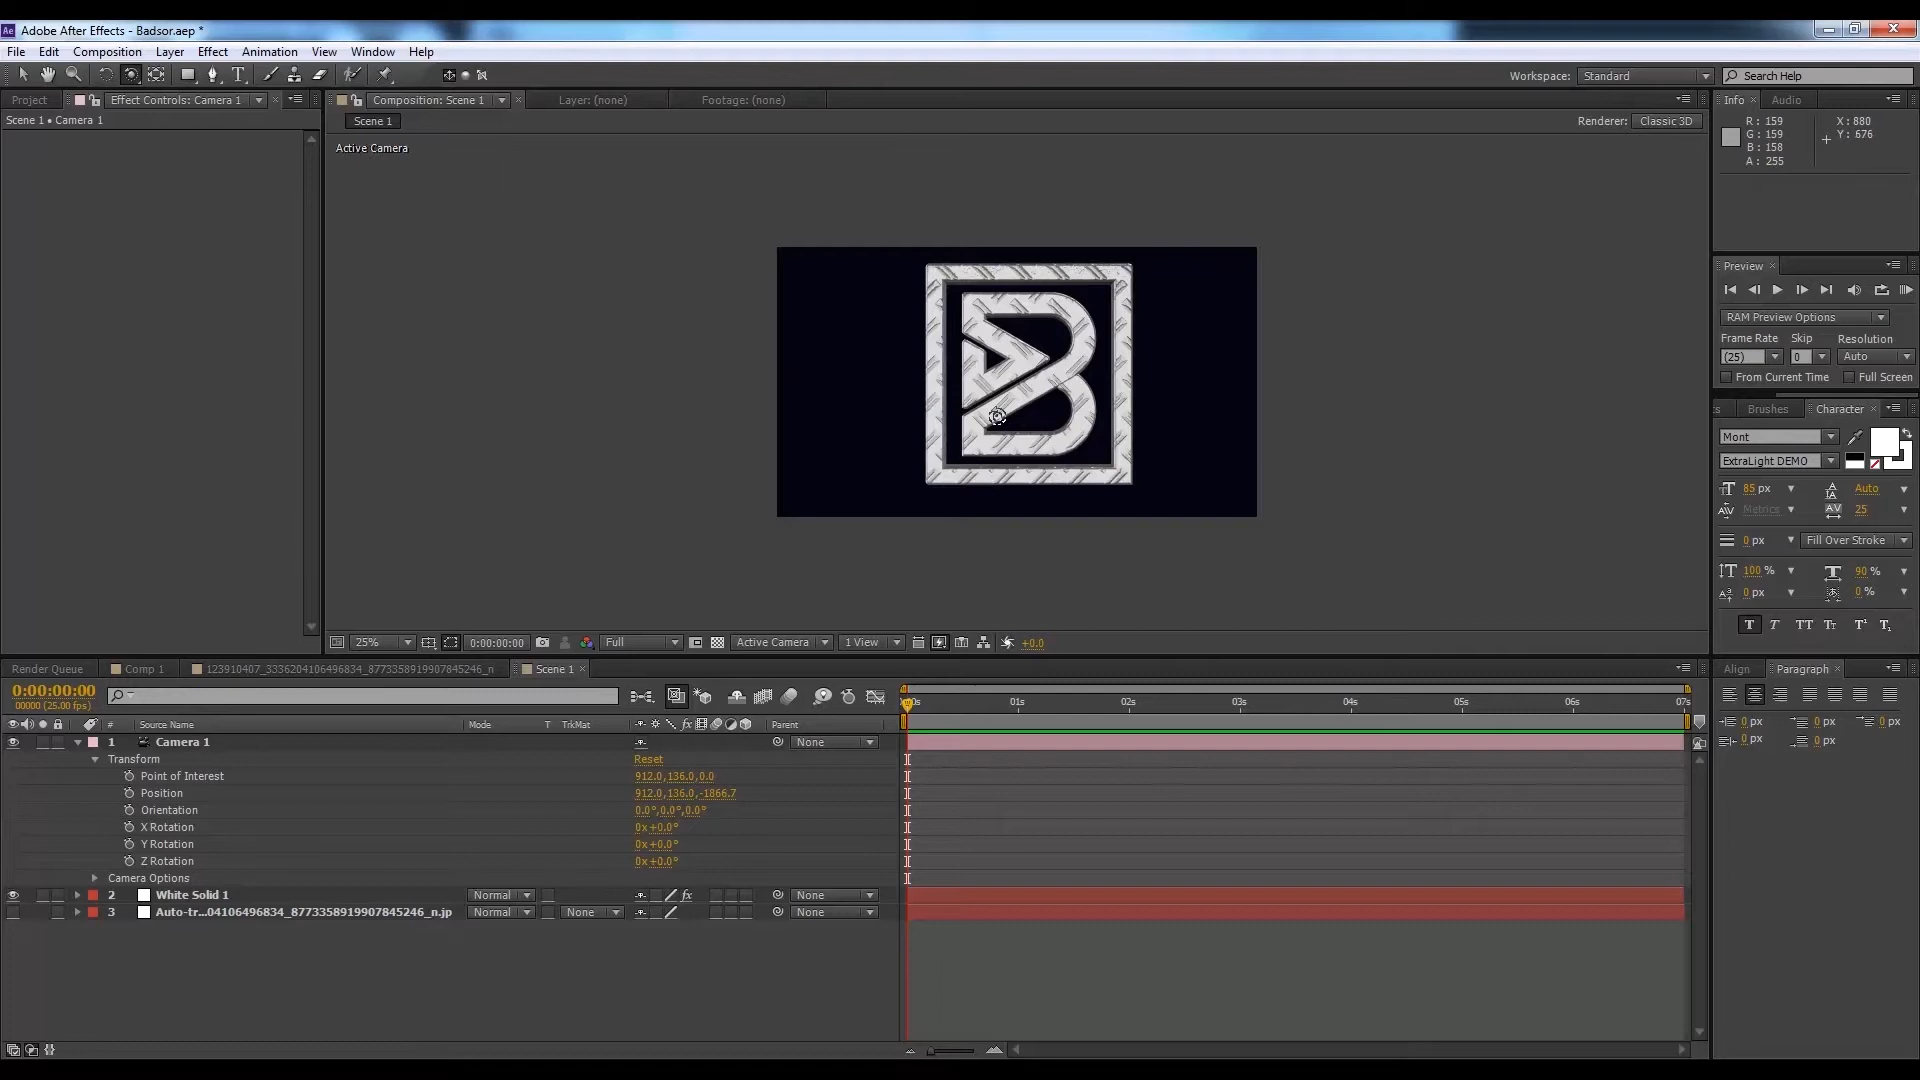 Ae Adobe After Effects - Badsor.aep *
File Edit Composition Layer Effect Animation View Window Help
Workspace: Standard Search Help
Project Effect Controls: Camera 1 Composition: Scene 1 Layer: (none) Footage: (none) Info Audio
Scene 1 • Camera 1
Scene 1 Renderer: Classic 3D
Active Camera
R: 159 X: 880
G: 159 Y: 676
B: 158
A: 255
Preview
RAM Preview Options
Frame Rate Skip Resolution
(25) 0 Auto
From Current Time Full Screen
Brushes Character
Mont
ExtraLight DEMO
85 px Auto
Metrics 25
0 px Fill Over Stroke
100 % 90 %
0 px 0 %
25% 0:00:00:00 Full Active Camera 1 View +0.0
Render Queue Comp 1 123910407_3336204106496834_8773358919907845246_n Scene 1
Align Paragraph
0:00:00:00
00000 (25.00 fps)
01s 02s 03s 04s 05s 06s 07s
# Source Name Mode T TrkMat Parent
1 Camera 1 None
Transform Reset
Point of Interest 912.0,136.0,0.0
Position 912.0,136.0,-1866.7
Orientation 0.0°,0.0°,0.0°
X Rotation 0x+0.0°
Y Rotation 0x+0.0°
Z Rotation 0x+0.0°
Camera Options
2 White Solid 1 Normal None
3 Auto-tr...04106496834_8773358919907845246_n.jp Normal None None
0 px 0 px 0 px
0 px 0 px